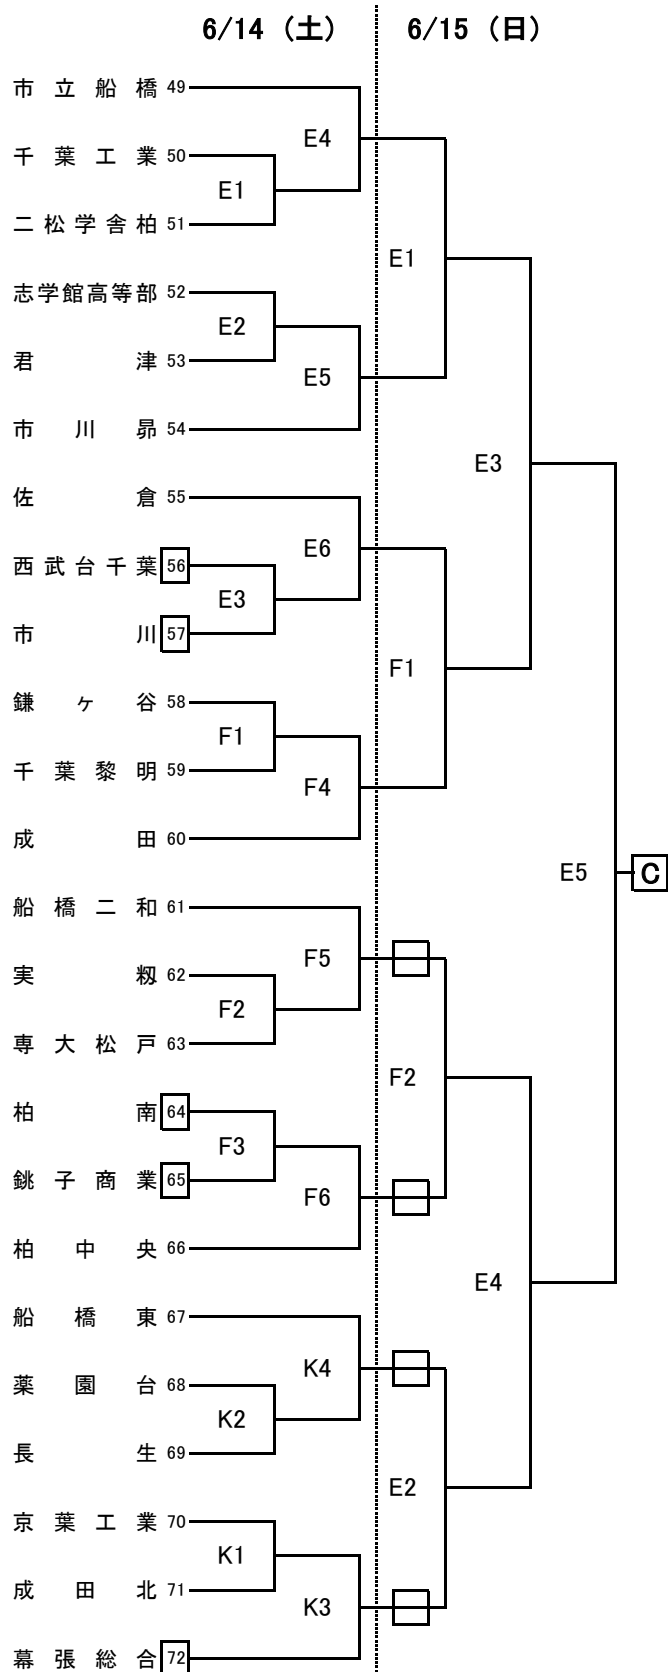 6/14（土） 6/15（日）
市立船橋 49
E4
千葉工業 50
E1
二松学舎柏 51
E1
志学館高等部 52
E2
君津 53
E5
市川昴 54
E3
佐倉 55
E6
西武台千葉 56
E3
市川 57
F1
鎌ヶ谷 58
F1
千葉黎明 59
F4
成田 60
E5 C
船橋二和 61
F5
実籾 62
F2
専大松戸 63
F2
柏南 64
F3
銚子商業 65
F6
柏中央 66
E4
船橋東 67
K4
薬園台 68
K2
長生 69
E2
京葉工業 70
K1
成田北 71
K3
幕張総合 72